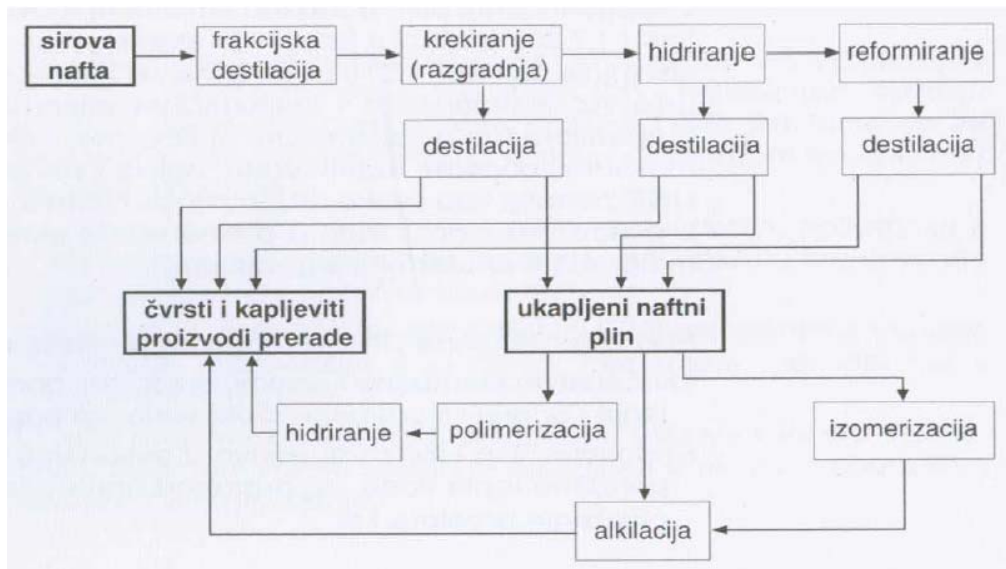 sirova
nafta
frakcijska
destilacija
krekiranje
(razgradnja)
hidriranje
reformiranje
destilacija
destilacija
destilacija
čvrsti i kapljeviti
proizvodi prerade
ukapljeni naftni
plin
hidriranje
polimerizacija
izomerizacija
alkilacija